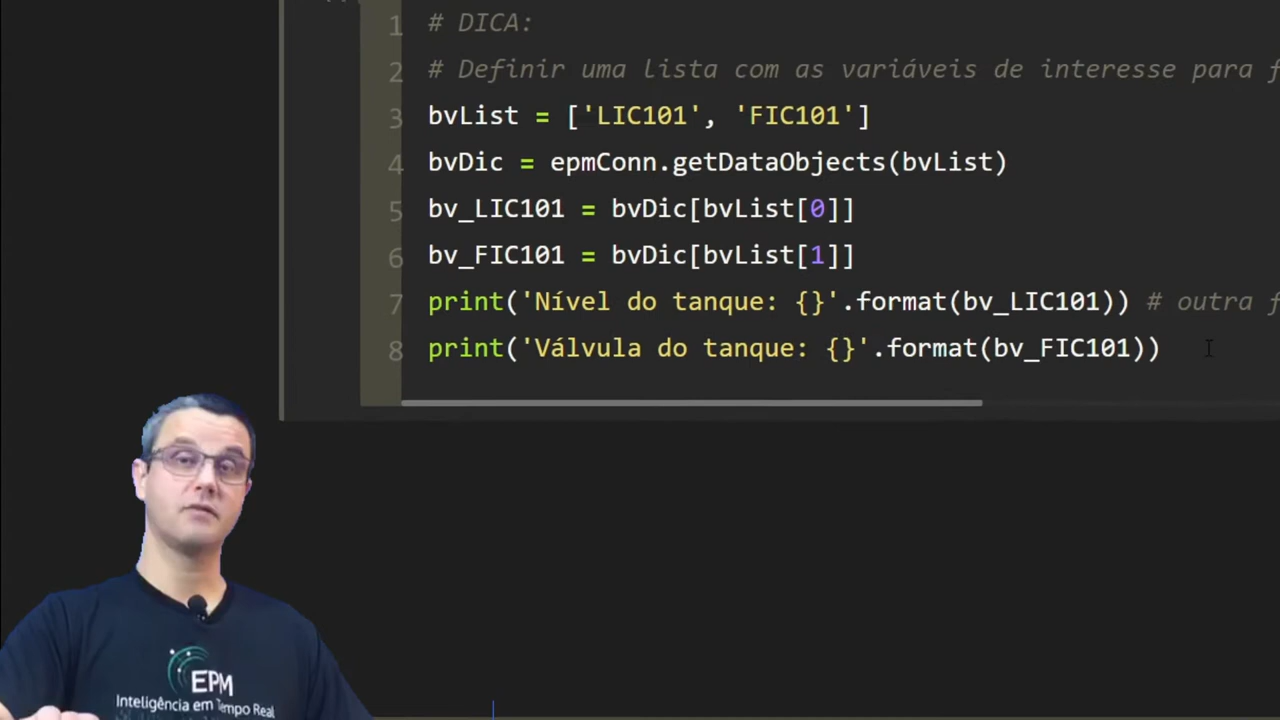 1 # DICA:
2 # Definir uma lista com as variáveis de interesse para f
3 bvList = ['LIC101', 'FIC101']
4 bvDic = epmConn.getDataObjects(bvList)
5 bv_LIC101 = bvDic[bvList[0]]
6 bv_FIC101 = bvDic[bvList[1]]
7 print('Nível do tanque: {}'.format(bv_LIC101)) # outra f
8 print('Válvula do tanque: {}'.format(bv_FIC101))
EPM
Inteligência em Tempo Real